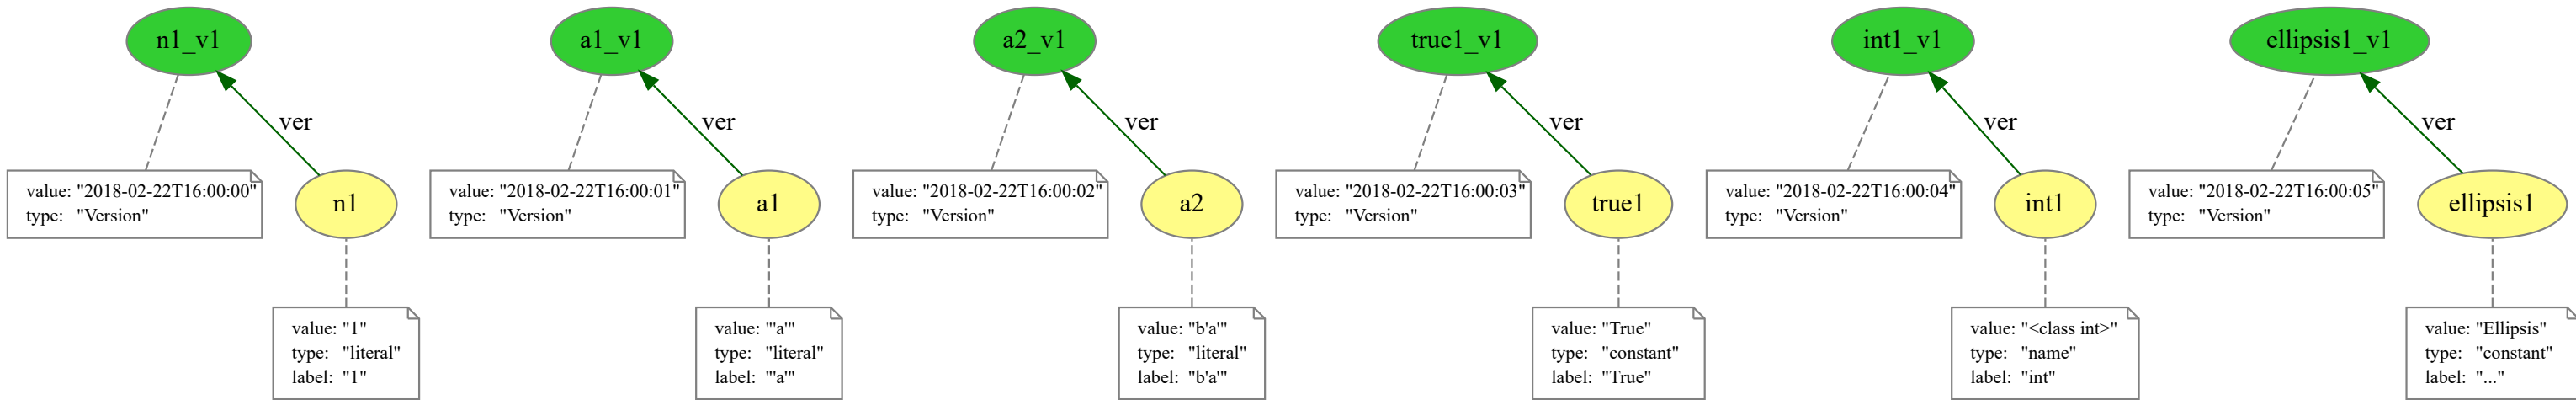 n1_v1
a1_v1
a2_v1
true1_v1
int1_v1
ellipsis1_v1
ver
ver
ver
ver
ver
ver
value: "2018-02-22T16:00:00"
type: "Version"
n1
value: "2018-02-22T16:00:01"
type: "Version"
a1
value: "2018-02-22T16:00:02"
type: "Version"
a2
value: "2018-02-22T16:00:03"
type: "Version"
true1
value: "2018-02-22T16:00:04"
type: "Version"
int1
value: "2018-02-22T16:00:05"
type: "Version"
ellipsis1
value: "1"
type: "literal"
label: "1"
value: "'a'"
type: "literal"
label: "'a'"
value: "b'a'"
type: "literal"
label: "b'a'"
value: "True"
type: "constant"
label: "True"
value: "<class int>"
type: "name"
label: "int"
value: "Ellipsis"
type: "constant"
label: "..."